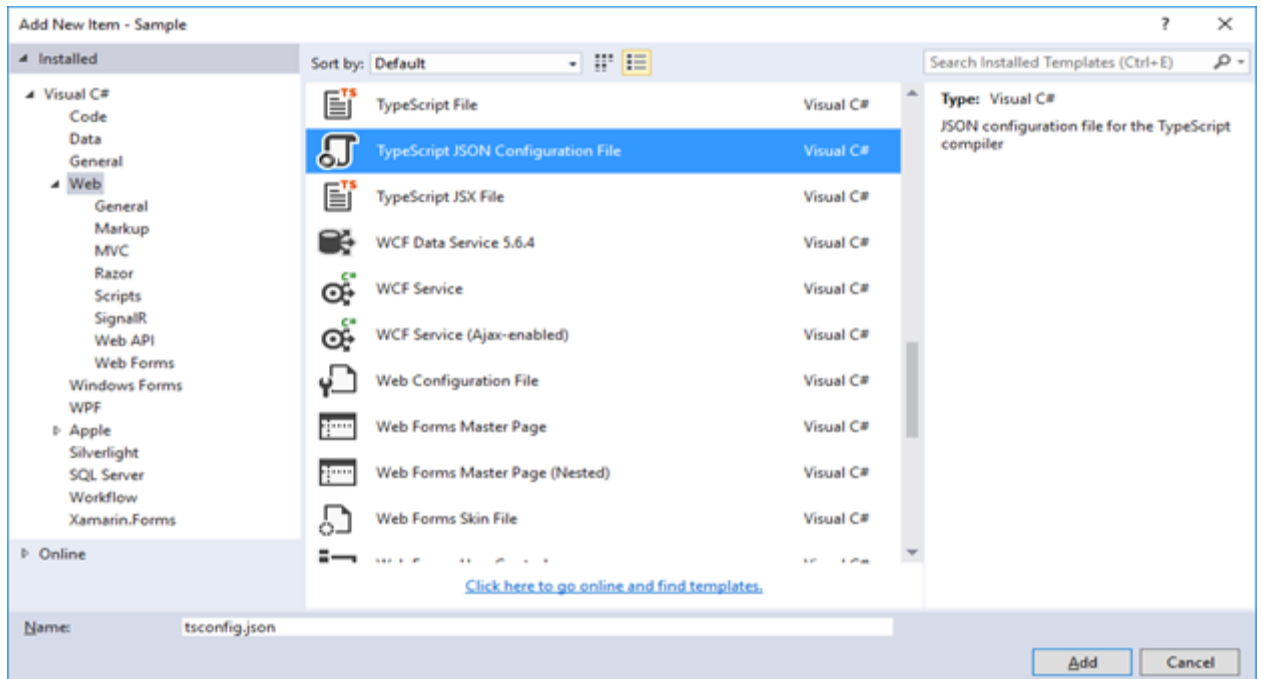 Add New Item - Sample
? 
Installed
Sort by: Default
Search Installed Templates (Ctrl+E)
Visual C#
Code
Data
General
Web
General
Markup
MVC
Razor
Scripts
SignalR
Web API
Web Forms
Windows Forms
WPF
Apple
Silverlight
SQL Server
Workflow
Xamarin.Forms
Online
TypeScript File Visual C#
TypeScript JSON Configuration File Visual C#
TypeScript JSX File Visual C#
WCF Data Service 5.6.4 Visual C#
WCF Service Visual C#
WCF Service (Ajax-enabled) Visual C#
Web Configuration File Visual C#
Web Forms Master Page Visual C#
Web Forms Master Page (Nested) Visual C#
Web Forms Skin File Visual C#
Click here to go online and find templates.
Type: Visual C#
JSON configuration file for the TypeScript
compiler
Name: tsconfig.json
Add Cancel